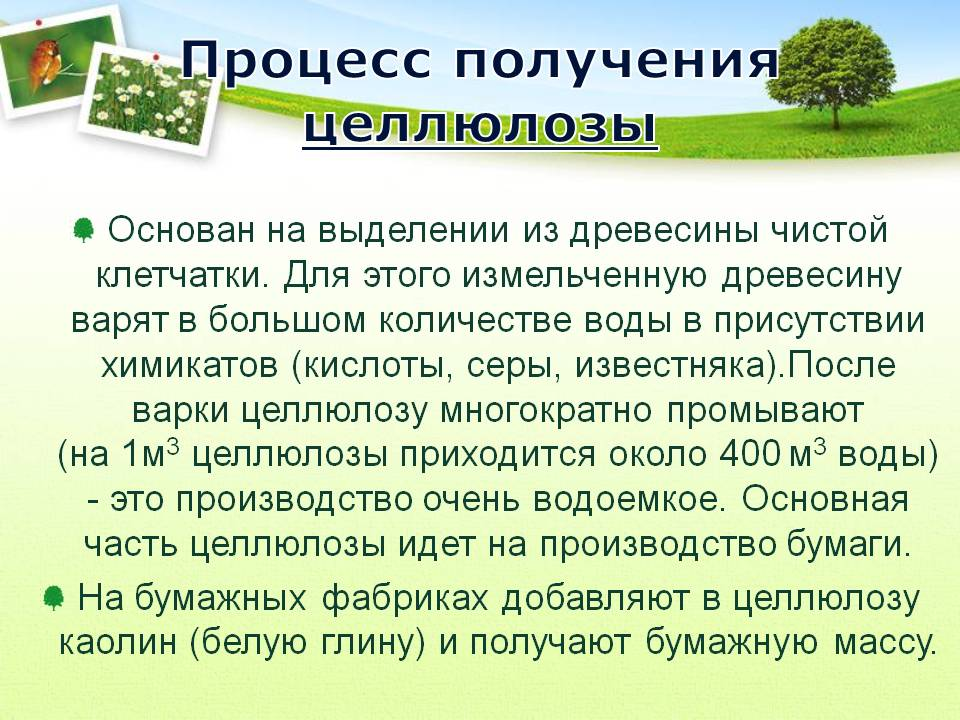 Процесс получения
целлюлозы
Основан на выделении из древесины чистой
клетчатки. Для этого измельченную древесину
варят в большом количестве воды в присутствии
химикатов (кислоты, серы, известняка).После
варки целлюлозу многократно промывают
(на 1м³ целлюлозы приходится около 400 м³ воды)
- это производство очень водоемкое. Основная
часть целлюлозы идет на производство бумаги.
На бумажных фабриках добавляют в целлюлозу
каолин (белую глину) и получают бумажную массу.